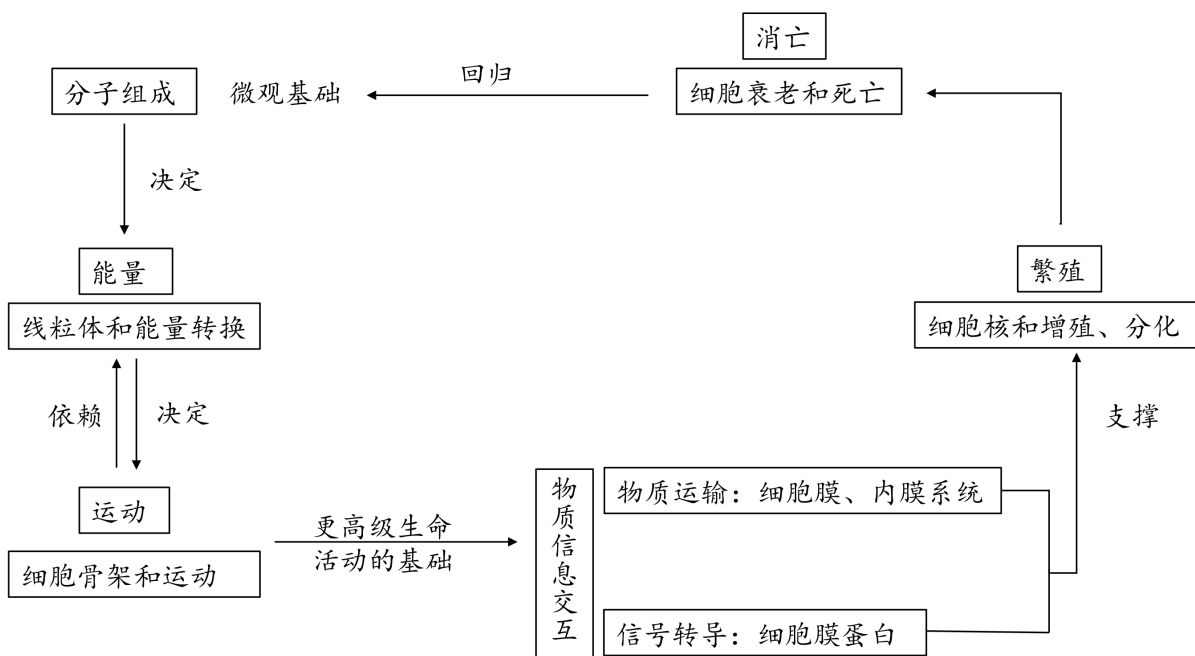 消亡
分子组成
微观基础
回归
细胞衰老和死亡
决定
能量
线粒体和能量转换
繁殖
细胞核和增殖、分化
依赖
决定
支撑
运动
细胞骨架和运动
更高级生命
活动的基础
物质信息交互
物质运输：细胞膜、内膜系统
信号转导：细胞膜蛋白